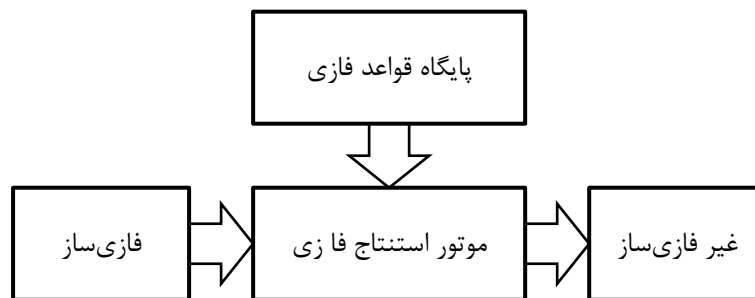 پایگاه قواعد فازی
فازی‌ساز
موتور استنتاج فا زی
غیر فازی‌ساز